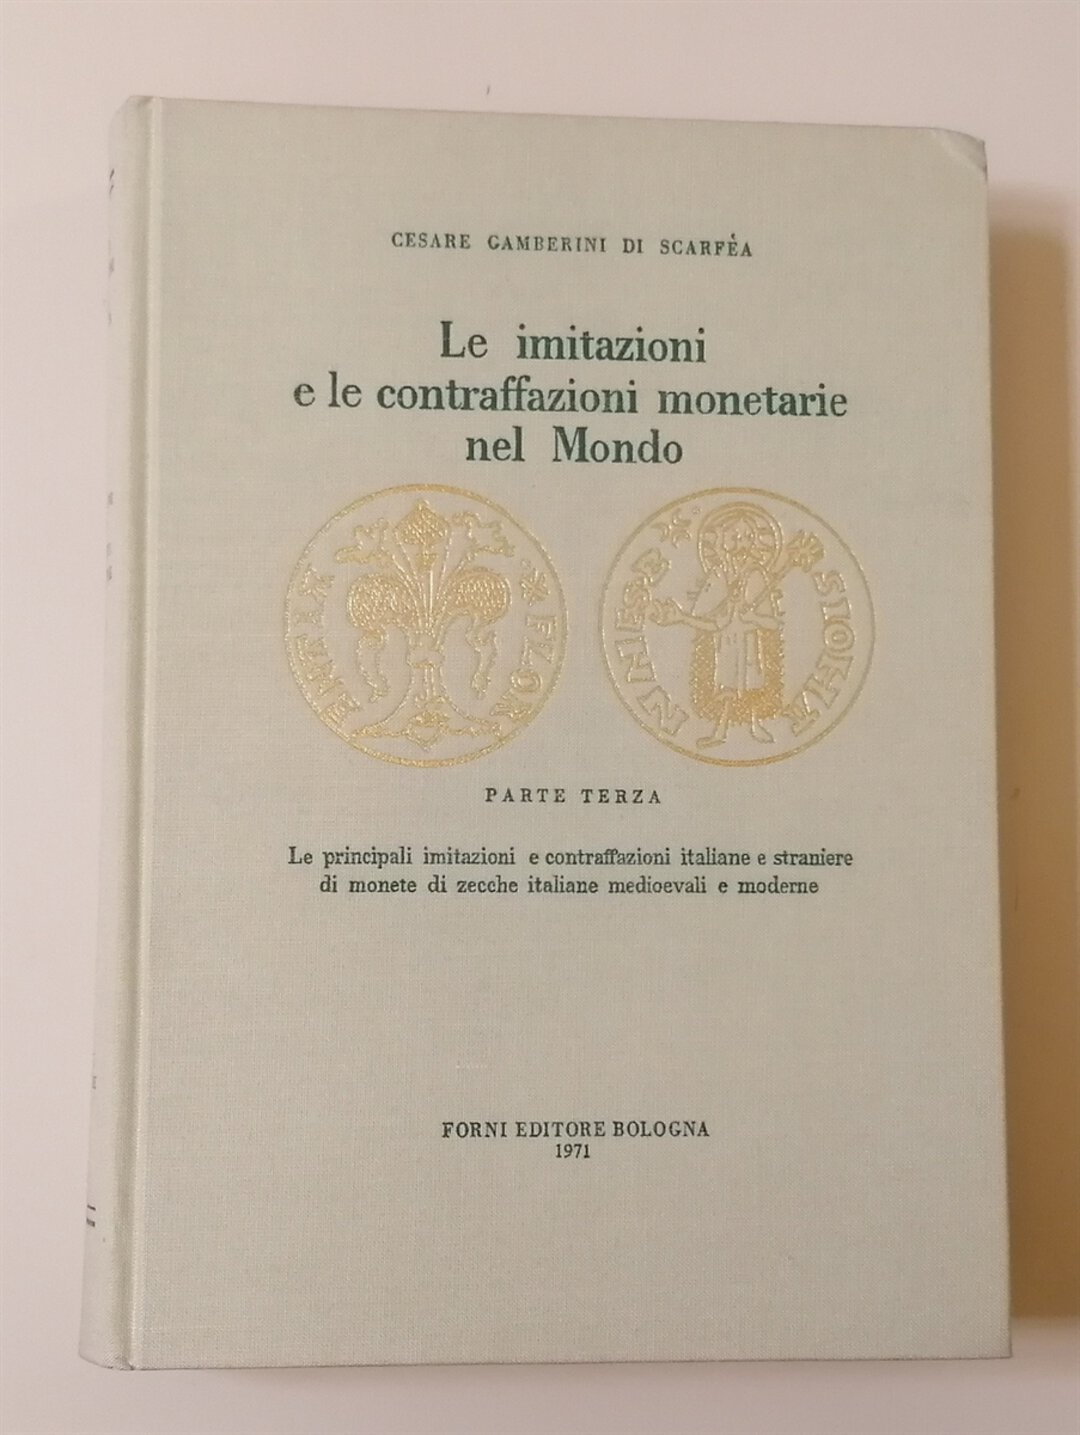 CESARE GAMBERINI DI SCARFÈA
Le imitazioni
e le contraffazioni monetarie
nel Mondo
PARTE TERZA
Le principali imitazioni e contraffazioni italiane e straniere
di monete di zecche italiane medioevali e moderne
FORNI EDITORE BOLOGNA
1971